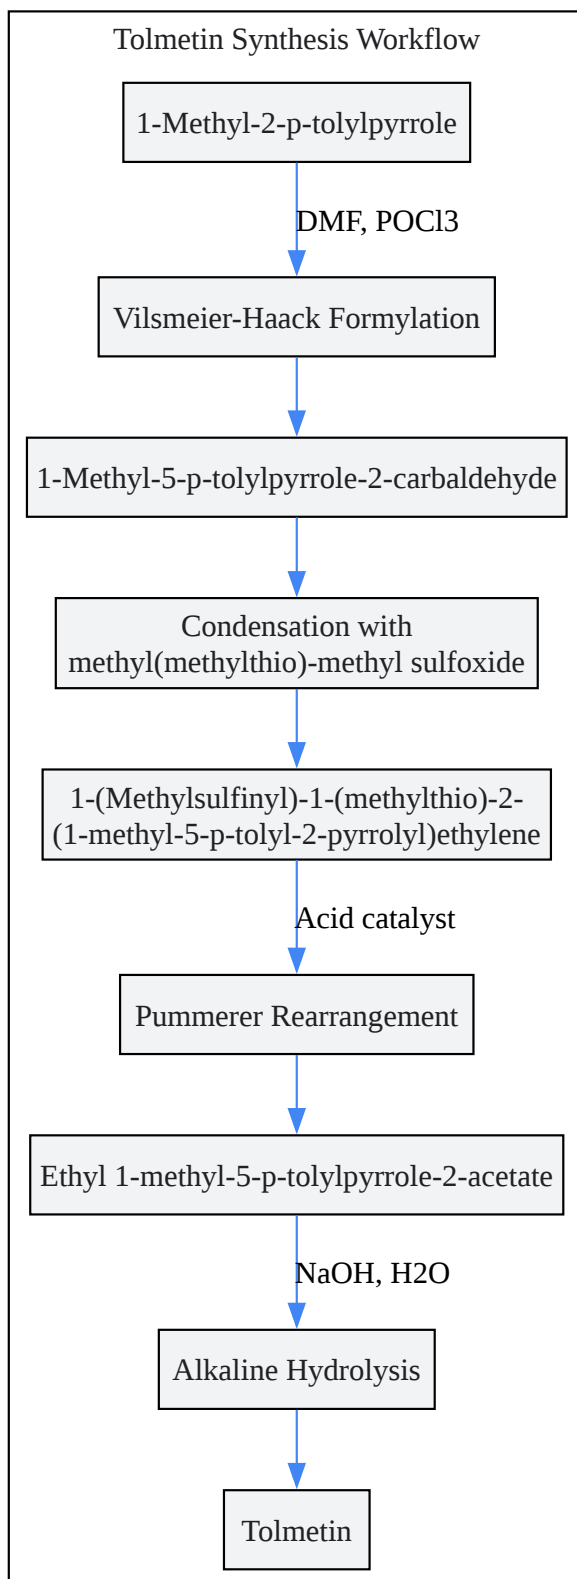 Tolmetin Synthesis Workflow
1-Methyl-2-p-tolylpyrrole
DMF, POCl3
Vilsmeier-Haack Formylation
1-Methyl-5-p-tolylpyrrole-2-carbaldehyde
Condensation with
methyl(methylthio)-methyl sulfoxide
1-(Methylsulfinyl)-1-(methylthio)-2-
(1-methyl-5-p-tolyl-2-pyrrolyl)ethylene
Acid catalyst
Pummerer Rearrangement
Ethyl 1-methyl-5-p-tolylpyrrole-2-acetate
NaOH, H2O
Alkaline Hydrolysis
Tolmetin